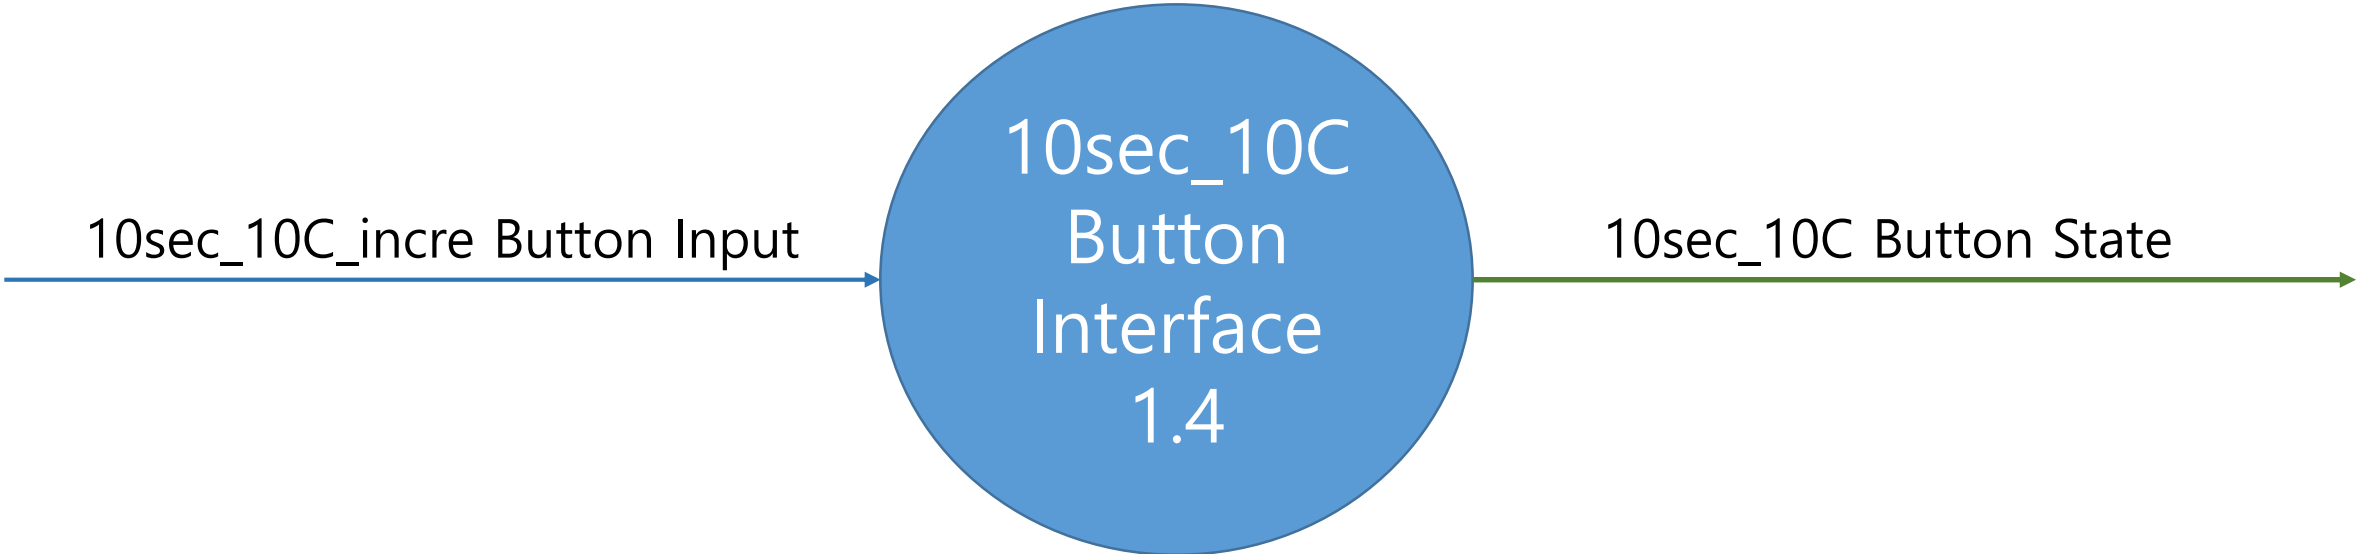 10sec_10C_incre Button Input
10sec_10C
Button
Interface
1.4
10sec_10C Button State